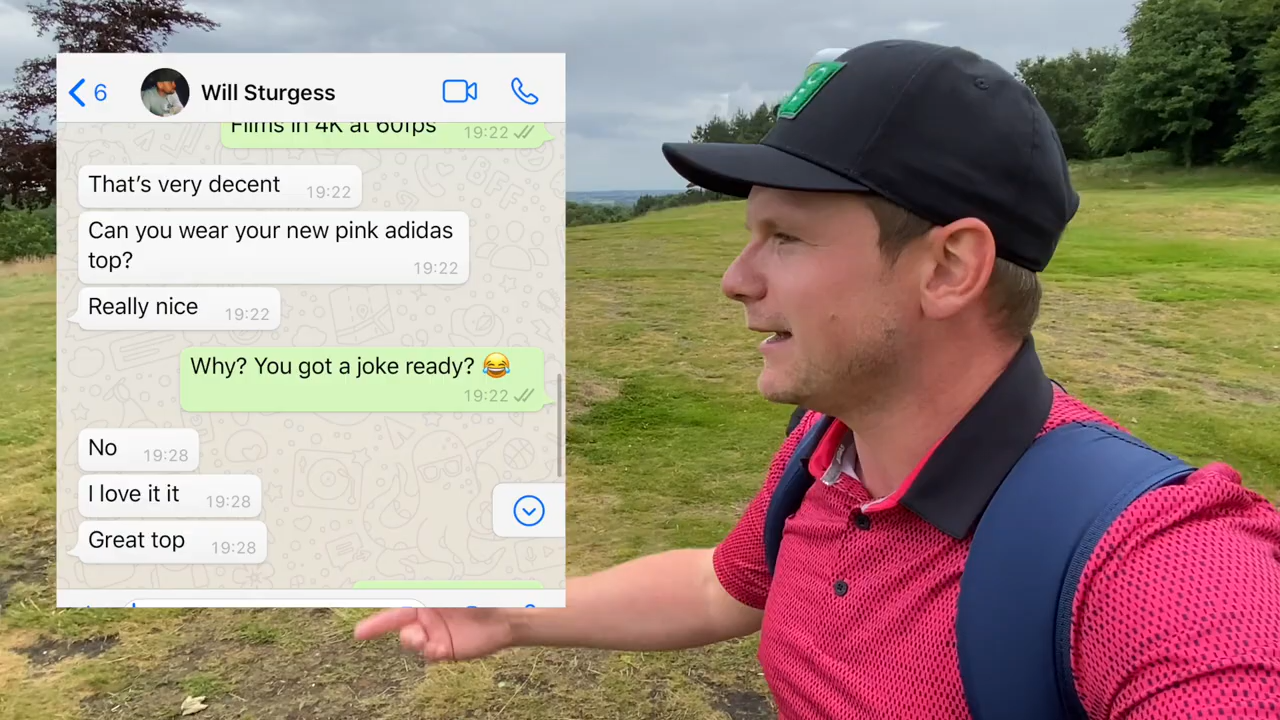 6
Will Sturgess
Films in 4K at 60fps 19:22
That's very decent 19:22
Can you wear your new pink adidas
top? 19:22
Really nice 19:22
Why? You got a joke ready? 😂
19:22
No 19:28
I love it it 19:28
Great top 19:28